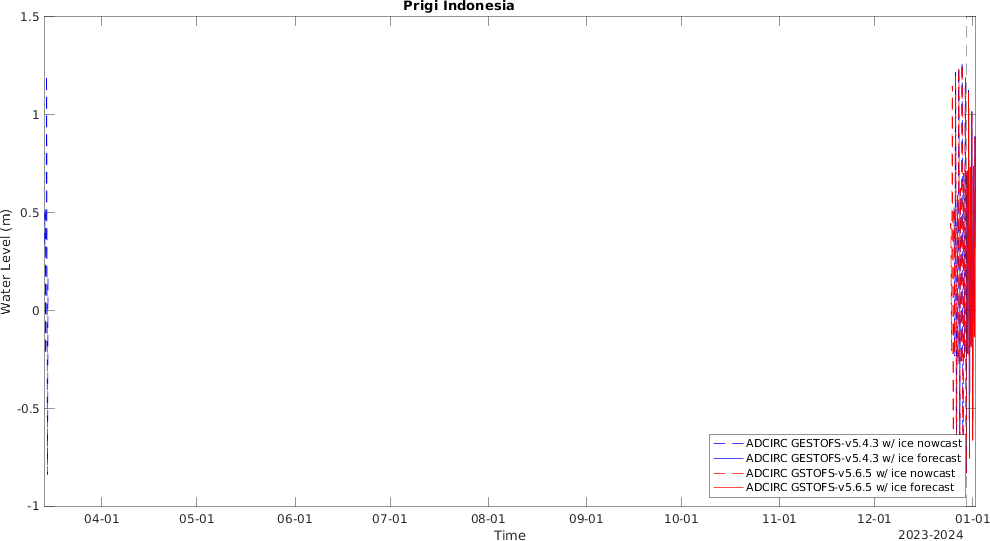 Prigi Indonesia
1.5
1
0.5
0
-0.5
-1
Water Level (m)
04-01
05-01
06-01
07-01
08-01
09-01
10-01
11-01
12-01
01-01
Time
2023-2024
ADCIRC GESTOFS-v5.4.3 w/ ice nowcast
ADCIRC GESTOFS-v5.4.3 w/ ice forecast
ADCIRC GSTOFS-v5.6.5 w/ ice nowcast
ADCIRC GSTOFS-v5.6.5 w/ ice forecast